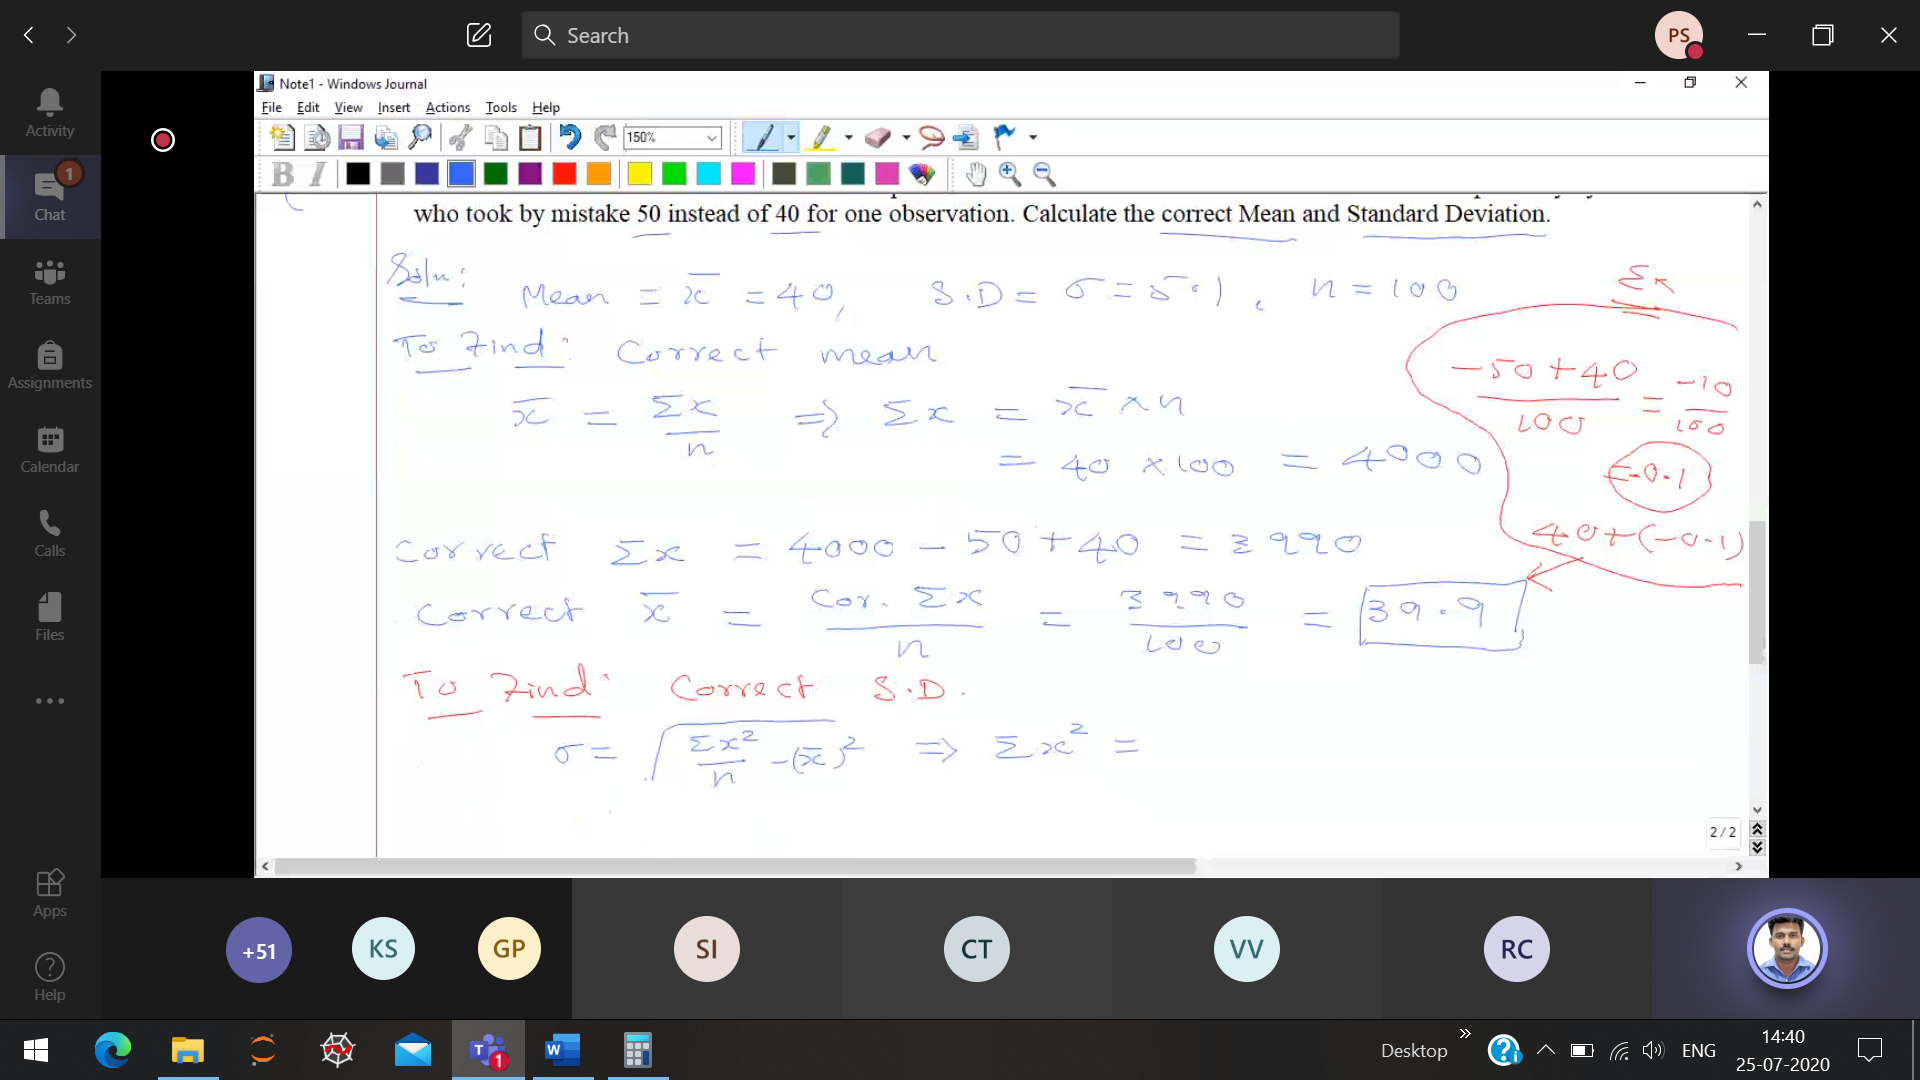 Search
PS
Note1 - Windows Journal
File Edit View Insert Actions Tools Help
150%
B I
who took by mistake 50 instead of 40 for one observation. Calculate the correct Mean and Standard Deviation.
Soln: Mean = x̄ = 40, S.D = σ = 5.1, n = 100
Σx
To Find: Correct mean
x̄ = Σx/n ⇒ Σx = x̄ × n
= 40 × 100 = 4000
(-50+40)/100 = -10/100
= -0.1
40+(-0.1)
Correct Σx = 4000 - 50 + 40 = 3990
Correct x̄ = Cor. Σx/n = 3990/100 = 39.9
To Find: Correct S.D.
σ = √(Σx²/n - (x̄)²) ⇒ Σx² =
2 / 2
Activity
1
Chat
Teams
Assignments
Calendar
Calls
Files
Apps
Help
+51 KS GP SI CT VV RC
T 1 W
Desktop
ENG
14:40
25-07-2020